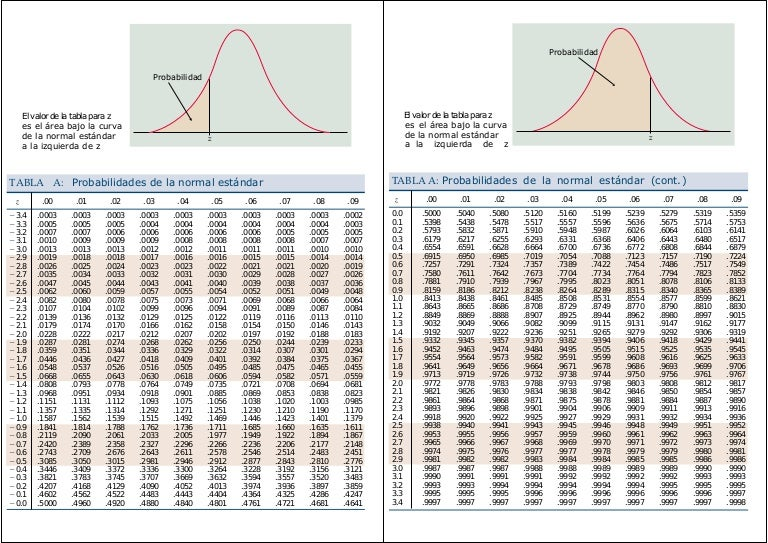 Probabilidad
El valor de la tabla para z
es el área bajo la curva
de la normal estándar
a la izquierda de z
z
TABLA A: Probabilidades de la normal estándar
z .00 .01 .02 .03 .04 .05 .06 .07 .08 .09
−3.4 .0003 .0003 .0003 .0003 .0003 .0003 .0003 .0003 .0003 .0002
−3.3 .0005 .0005 .0005 .0004 .0004 .0004 .0004 .0004 .0004 .0003
−3.2 .0007 .0007 .0006 .0006 .0006 .0006 .0006 .0005 .0005 .0005
−3.1 .0010 .0009 .0009 .0009 .0008 .0008 .0008 .0008 .0007 .0007
−3.0 .0013 .0013 .0013 .0012 .0012 .0011 .0011 .0011 .0010 .0010
−2.9 .0019 .0018 .0018 .0017 .0016 .0016 .0015 .0015 .0014 .0014
−2.8 .0026 .0025 .0024 .0023 .0023 .0022 .0021 .0021 .0020 .0019
−2.7 .0035 .0034 .0033 .0032 .0031 .0030 .0029 .0028 .0027 .0026
−2.6 .0047 .0045 .0044 .0043 .0041 .0040 .0039 .0038 .0037 .0036
−2.5 .0062 .0060 .0059 .0057 .0055 .0054 .0052 .0051 .0049 .0048
−2.4 .0082 .0080 .0078 .0075 .0073 .0071 .0069 .0068 .0066 .0064
−2.3 .0107 .0104 .0102 .0099 .0096 .0094 .0091 .0089 .0087 .0084
−2.2 .0139 .0136 .0132 .0129 .0125 .0122 .0119 .0116 .0113 .0110
−2.1 .0179 .0174 .0170 .0166 .0162 .0158 .0154 .0150 .0146 .0143
−2.0 .0228 .0222 .0217 .0212 .0207 .0202 .0197 .0192 .0188 .0183
−1.9 .0287 .0281 .0274 .0268 .0262 .0256 .0250 .0244 .0239 .0233
−1.8 .0359 .0351 .0344 .0336 .0329 .0322 .0314 .0307 .0301 .0294
−1.7 .0446 .0436 .0427 .0418 .0409 .0401 .0392 .0384 .0375 .0367
−1.6 .0548 .0537 .0526 .0516 .0505 .0495 .0485 .0475 .0465 .0455
−1.5 .0668 .0655 .0643 .0630 .0618 .0606 .0594 .0582 .0571 .0559
−1.4 .0808 .0793 .0778 .0764 .0749 .0735 .0721 .0708 .0694 .0681
−1.3 .0968 .0951 .0934 .0918 .0901 .0885 .0869 .0853 .0838 .0823
−1.2 .1151 .1131 .1112 .1093 .1075 .1056 .1038 .1020 .1003 .0985
−1.1 .1357 .1335 .1314 .1292 .1271 .1251 .1230 .1210 .1190 .1170
−1.0 .1587 .1562 .1539 .1515 .1492 .1469 .1446 .1423 .1401 .1379
−0.9 .1841 .1814 .1788 .1762 .1736 .1711 .1685 .1660 .1635 .1611
−0.8 .2119 .2090 .2061 .2033 .2005 .1977 .1949 .1922 .1894 .1867
−0.7 .2420 .2389 .2358 .2327 .2296 .2266 .2236 .2206 .2177 .2148
−0.6 .2743 .2709 .2676 .2643 .2611 .2578 .2546 .2514 .2483 .2451
−0.5 .3085 .3050 .3015 .2981 .2946 .2912 .2877 .2843 .2810 .2776
−0.4 .3446 .3409 .3372 .3336 .3300 .3264 .3228 .3192 .3156 .3121
−0.3 .3821 .3783 .3745 .3707 .3669 .3632 .3594 .3557 .3520 .3483
−0.2 .4207 .4168 .4129 .4090 .4052 .4013 .3974 .3936 .3897 .3859
−0.1 .4602 .4562 .4522 .4483 .4443 .4404 .4364 .4325 .4286 .4247
−0.0 .5000 .4960 .4920 .4880 .4840 .4801 .4761 .4721 .4681 .4641
Probabilidad
El valor de la tabla para z
es el área bajo la curva
de la normal estándar
a la izquierda de z
z
TABLA A: Probabilidades de la normal estándar (cont.)
z .00 .01 .02 .03 .04 .05 .06 .07 .08 .09
0.0 .5000 .5040 .5080 .5120 .5160 .5199 .5239 .5279 .5319 .5359
0.1 .5398 .5438 .5478 .5517 .5557 .5596 .5636 .5675 .5714 .5753
0.2 .5793 .5832 .5871 .5910 .5948 .5987 .6026 .6064 .6103 .6141
0.3 .6179 .6217 .6255 .6293 .6331 .6368 .6406 .6443 .6480 .6517
0.4 .6554 .6591 .6628 .6664 .6700 .6736 .6772 .6808 .6844 .6879
0.5 .6915 .6950 .6985 .7019 .7054 .7088 .7123 .7157 .7190 .7224
0.6 .7257 .7291 .7324 .7357 .7389 .7422 .7454 .7486 .7517 .7549
0.7 .7580 .7611 .7642 .7673 .7704 .7734 .7764 .7794 .7823 .7852
0.8 .7881 .7910 .7939 .7967 .7995 .8023 .8051 .8078 .8106 .8133
0.9 .8159 .8186 .8212 .8238 .8264 .8289 .8315 .8340 .8365 .8389
1.0 .8413 .8438 .8461 .8485 .8508 .8531 .8554 .8577 .8599 .8621
1.1 .8643 .8665 .8686 .8708 .8729 .8749 .8770 .8790 .8810 .8830
1.2 .8849 .8869 .8888 .8907 .8925 .8944 .8962 .8980 .8997 .9015
1.3 .9032 .9049 .9066 .9082 .9099 .9115 .9131 .9147 .9162 .9177
1.4 .9192 .9207 .9222 .9236 .9251 .9265 .9279 .9292 .9306 .9319
1.5 .9332 .9345 .9357 .9370 .9382 .9394 .9406 .9418 .9429 .9441
1.6 .9452 .9463 .9474 .9484 .9495 .9505 .9515 .9525 .9535 .9545
1.7 .9554 .9564 .9573 .9582 .9591 .9599 .9608 .9616 .9625 .9633
1.8 .9641 .9649 .9656 .9664 .9671 .9678 .9686 .9693 .9699 .9706
1.9 .9713 .9719 .9726 .9732 .9738 .9744 .9750 .9756 .9761 .9767
2.0 .9772 .9778 .9783 .9788 .9793 .9798 .9803 .9808 .9812 .9817
2.1 .9821 .9826 .9830 .9834 .9838 .9842 .9846 .9850 .9854 .9857
2.2 .9861 .9864 .9868 .9871 .9875 .9878 .9881 .9884 .9887 .9890
2.3 .9893 .9896 .9898 .9901 .9904 .9906 .9909 .9911 .9913 .9916
2.4 .9918 .9920 .9922 .9925 .9927 .9929 .9931 .9932 .9934 .9936
2.5 .9938 .9940 .9941 .9943 .9945 .9946 .9948 .9949 .9951 .9952
2.6 .9953 .9955 .9956 .9957 .9959 .9960 .9961 .9962 .9963 .9964
2.7 .9965 .9966 .9967 .9968 .9969 .9970 .9971 .9972 .9973 .9974
2.8 .9974 .9975 .9976 .9977 .9977 .9978 .9979 .9979 .9980 .9981
2.9 .9981 .9982 .9982 .9983 .9984 .9984 .9985 .9985 .9986 .9986
3.0 .9987 .9987 .9987 .9988 .9988 .9989 .9989 .9989 .9990 .9990
3.1 .9990 .9991 .9991 .9991 .9992 .9992 .9992 .9992 .9993 .9993
3.2 .9993 .9993 .9994 .9994 .9994 .9994 .9994 .9995 .9995 .9995
3.3 .9995 .9995 .9995 .9996 .9996 .9996 .9996 .9996 .9996 .9997
3.4 .9997 .9997 .9997 .9997 .9997 .9997 .9997 .9997 .9997 .9998